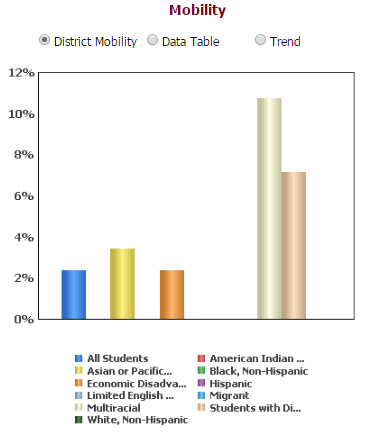 Mobility
District Mobility Data Table Trend
12%
10%
8%
6%
4%
2%
0%
All Students American Indian ...
Asian or Pacific... Black, Non-Hispanic
Economic Disadva... Hispanic
Limited English ... Migrant
Multiracial Students with Di...
White, Non-Hispanic